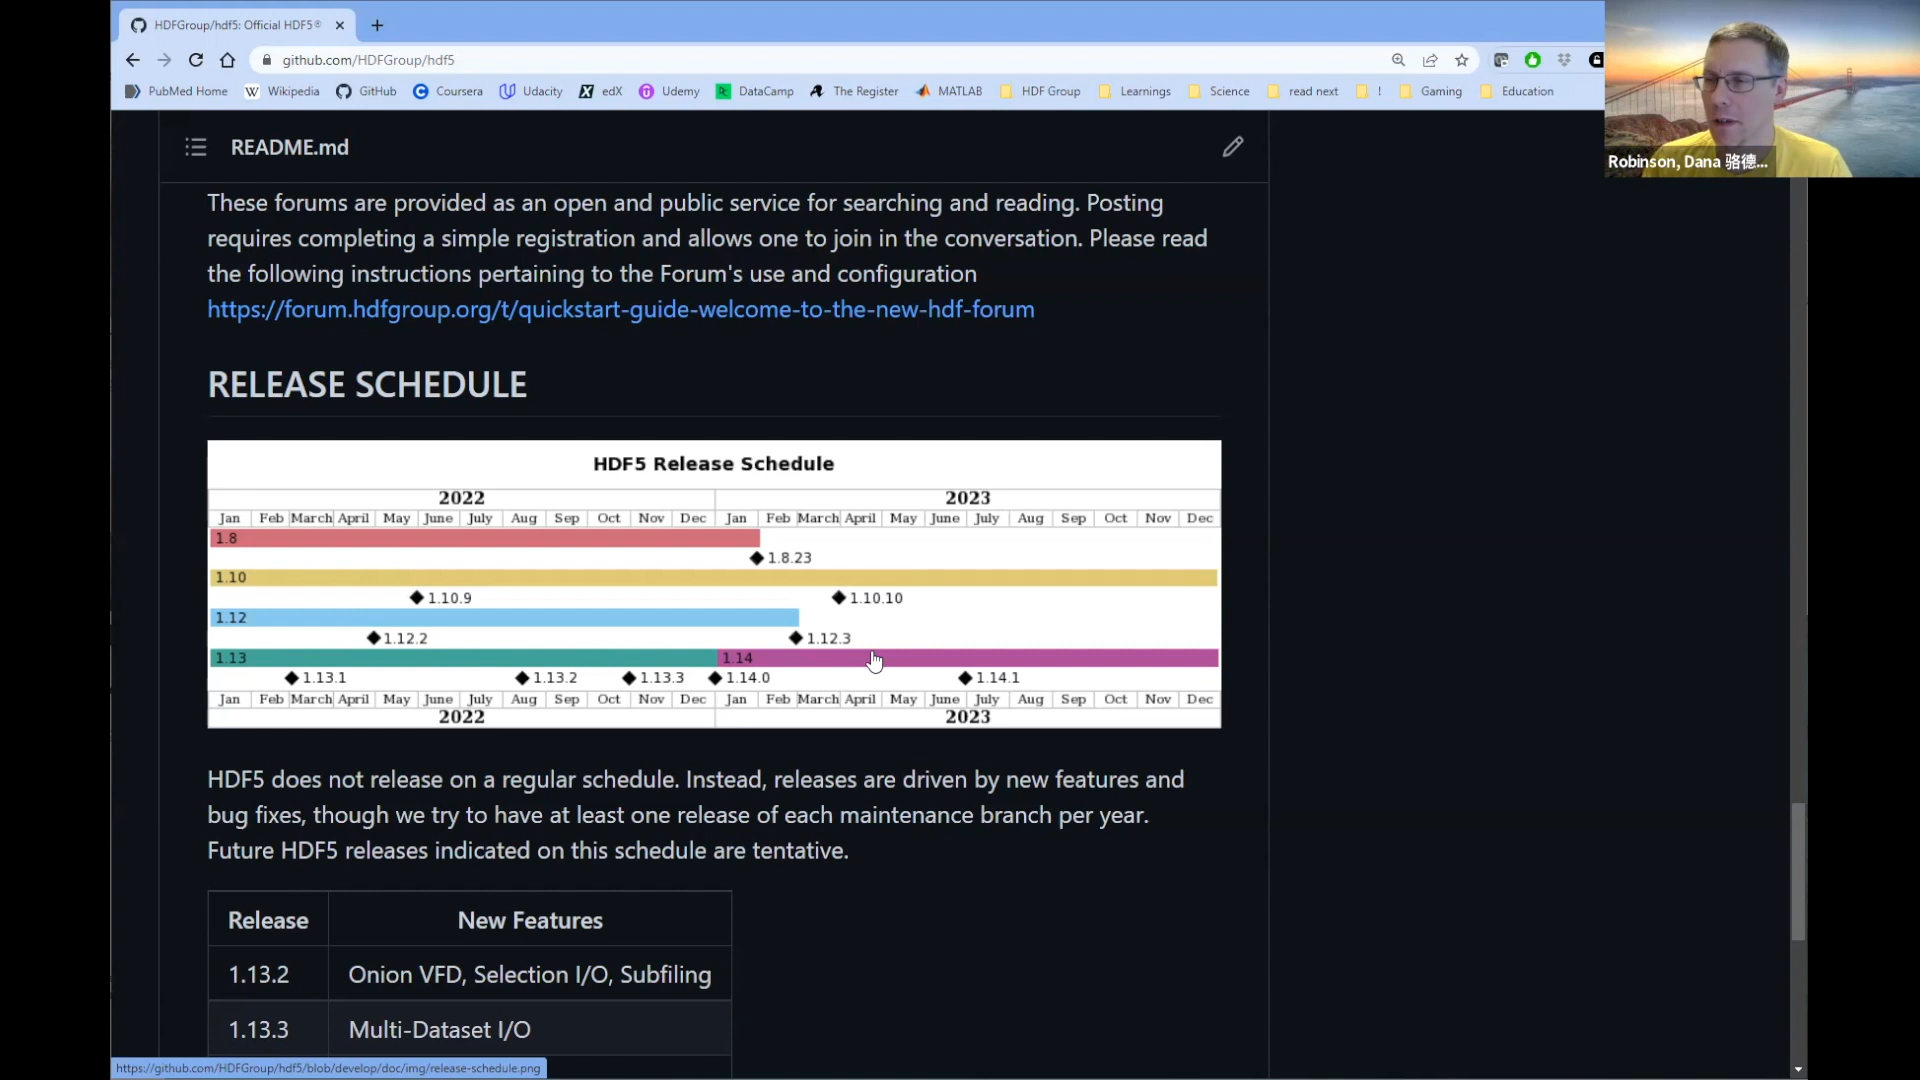 HDFGroup/hdf5: Official HDF5®
github.com/HDFGroup/hdf5
PubMed Home Wikipedia GitHub Coursera Udacity edX Udemy DataCamp The Register MATLAB HDF Group Learnings Science read next ! Gaming Education
Robinson, Dana 骆德...
README.md
These forums are provided as an open and public service for searching and reading. Posting
requires completing a simple registration and allows one to join in the conversation. Please read
the following instructions pertaining to the Forum's use and configuration
https://forum.hdfgroup.org/t/quickstart-guide-welcome-to-the-new-hdf-forum
RELEASE SCHEDULE
HDF5 Release Schedule
2022 2023
Jan Feb March April May June July Aug Sep Oct Nov Dec Jan Feb March April May June July Aug Sep Oct Nov Dec
1.8
1.8.23
1.10
1.10.9 1.10.10
1.12
1.12.2 1.12.3
1.13 1.14
1.13.1 1.13.2 1.13.3 1.14.0 1.14.1
Jan Feb March April May June July Aug Sep Oct Nov Dec Jan Feb March April May June July Aug Sep Oct Nov Dec
2022 2023
HDF5 does not release on a regular schedule. Instead, releases are driven by new features and
bug fixes, though we try to have at least one release of each maintenance branch per year.
Future HDF5 releases indicated on this schedule are tentative.
Release New Features
1.13.2 Onion VFD, Selection I/O, Subfiling
1.13.3 Multi-Dataset I/O
https://github.com/HDFGroup/hdf5/blob/develop/doc/img/release-schedule.png